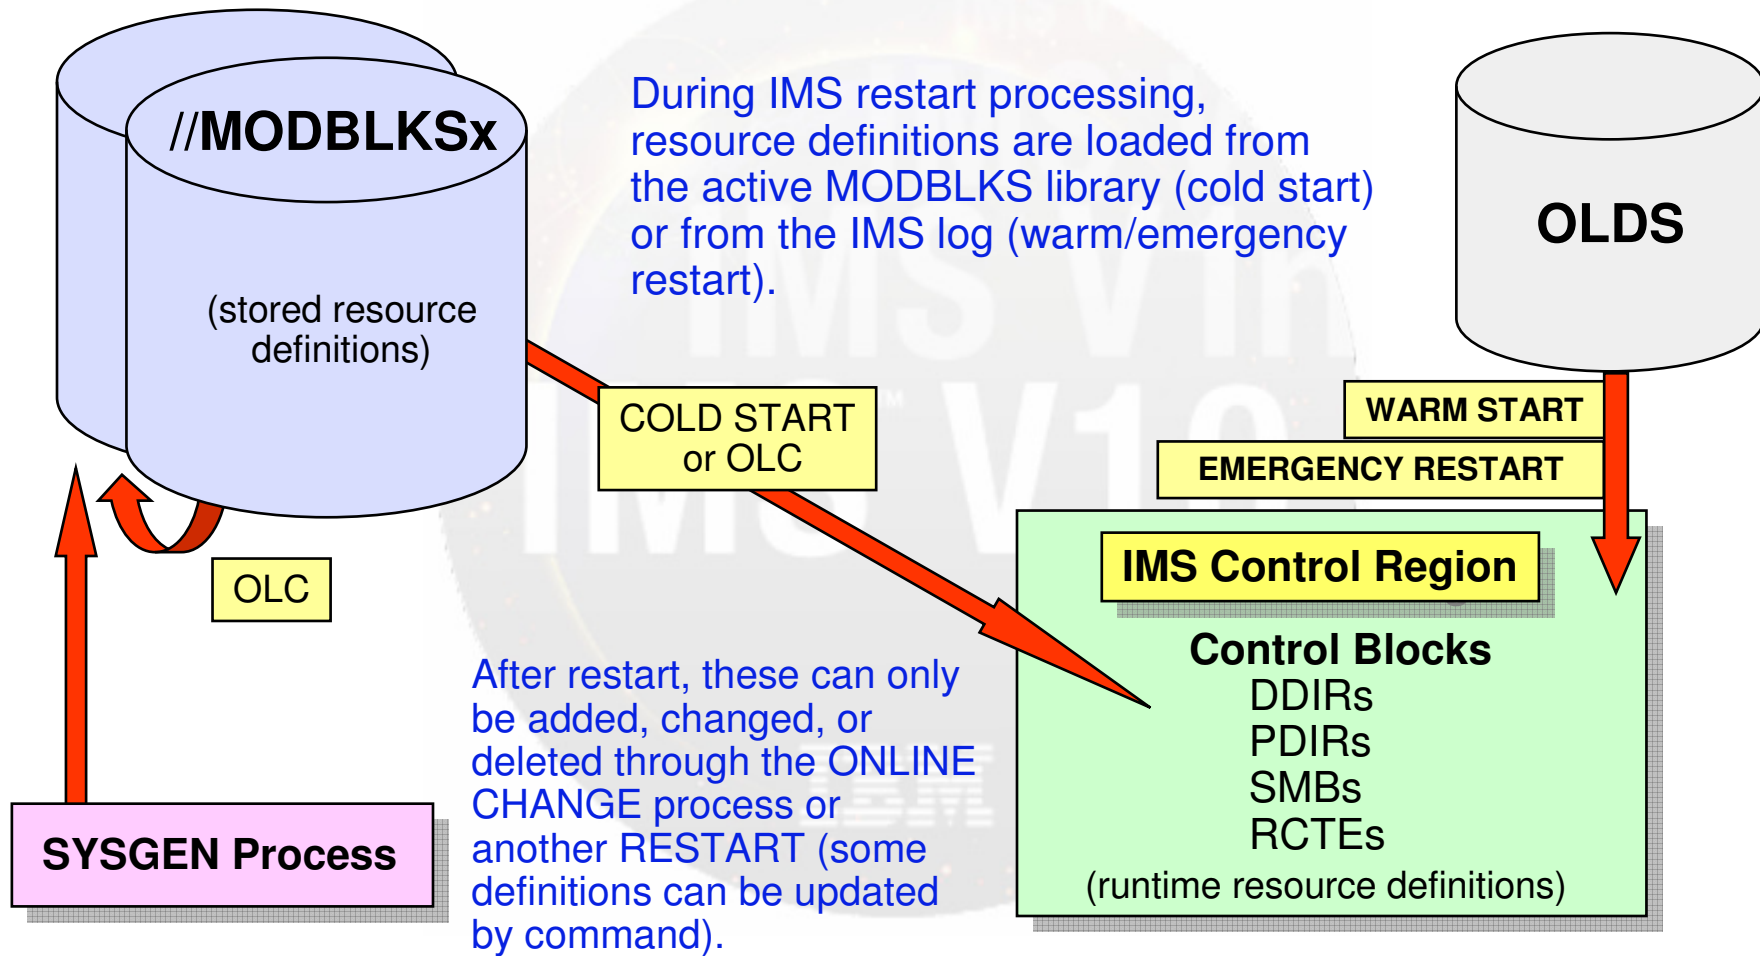 //MODBLKSx
(stored resource
definitions)
During IMS restart processing,
resource definitions are loaded from
the active MODBLKS library (cold start)
or from the IMS log (warm/emergency
restart).
OLDS
COLD START
or OLC
WARM START
EMERGENCY RESTART
OLC
IMS Control Region
Control Blocks
DDIRs
PDIRs
SMBs
RCTEs
(runtime resource definitions)
After restart, these can only
be added, changed, or
deleted through the ONLINE
CHANGE process or
another RESTART (some
definitions can be updated
by command).
SYSGEN Process
IMS V10
IBM